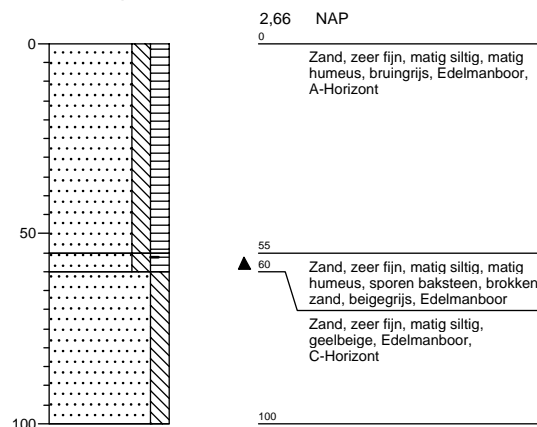 2,66 NAP
0
0
Zand, zeer fijn, matig siltig, matig
humeus, bruingrijs, Edelmanboor,
A-Horizont
50
55
60
Zand, zeer fijn, matig siltig, matig
humeus, sporen baksteen, brokken
zand, beigegrijs, Edelmanboor
Zand, zeer fijn, matig siltig,
geelbeige, Edelmanboor,
C-Horizont
100
100